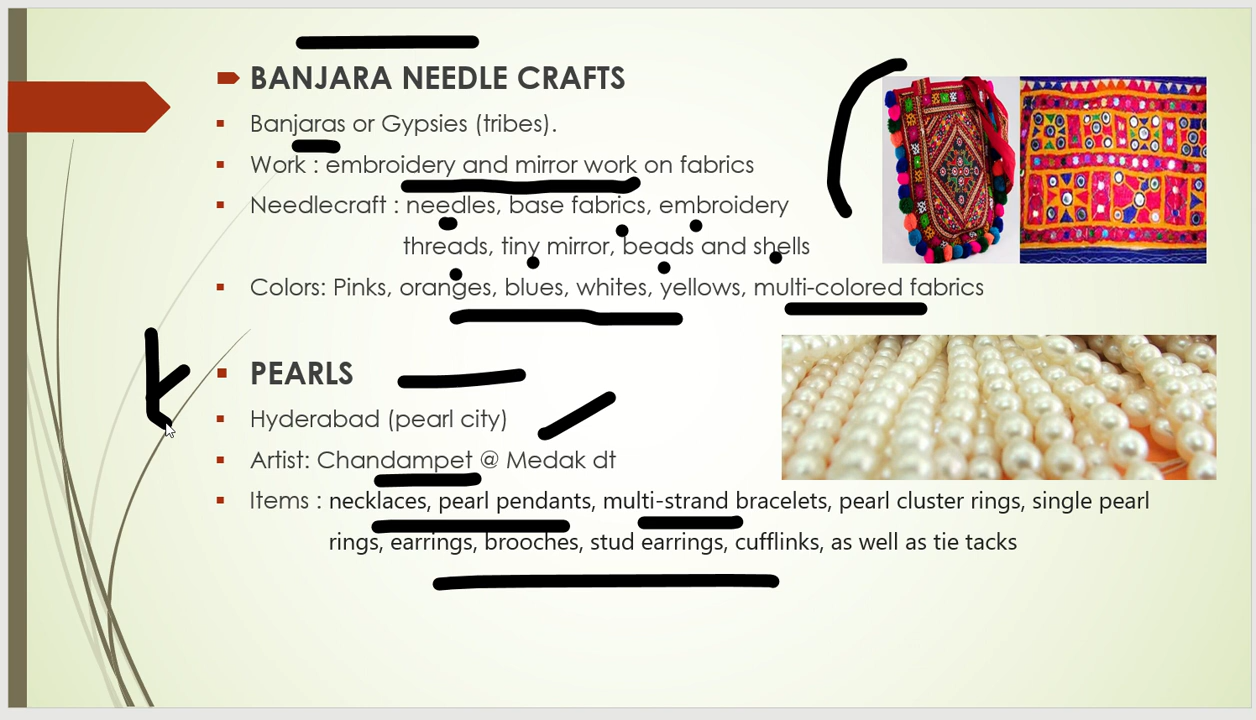 BANJARA NEEDLE CRAFTS
Banjaras or Gypsies (tribes).
Work : embroidery and mirror work on fabrics
Needlecraft : needles, base fabrics, embroidery
threads, tiny mirror, beads and shells
Colors: Pinks, oranges, blues, whites, yellows, multi-colored fabrics
PEARLS
Hyderabad (pearl city)
Artist: Chandampet @ Medak dt
Items : necklaces, pearl pendants, multi-strand bracelets, pearl cluster rings, single pearl
rings, earrings, brooches, stud earrings, cufflinks, as well as tie tacks